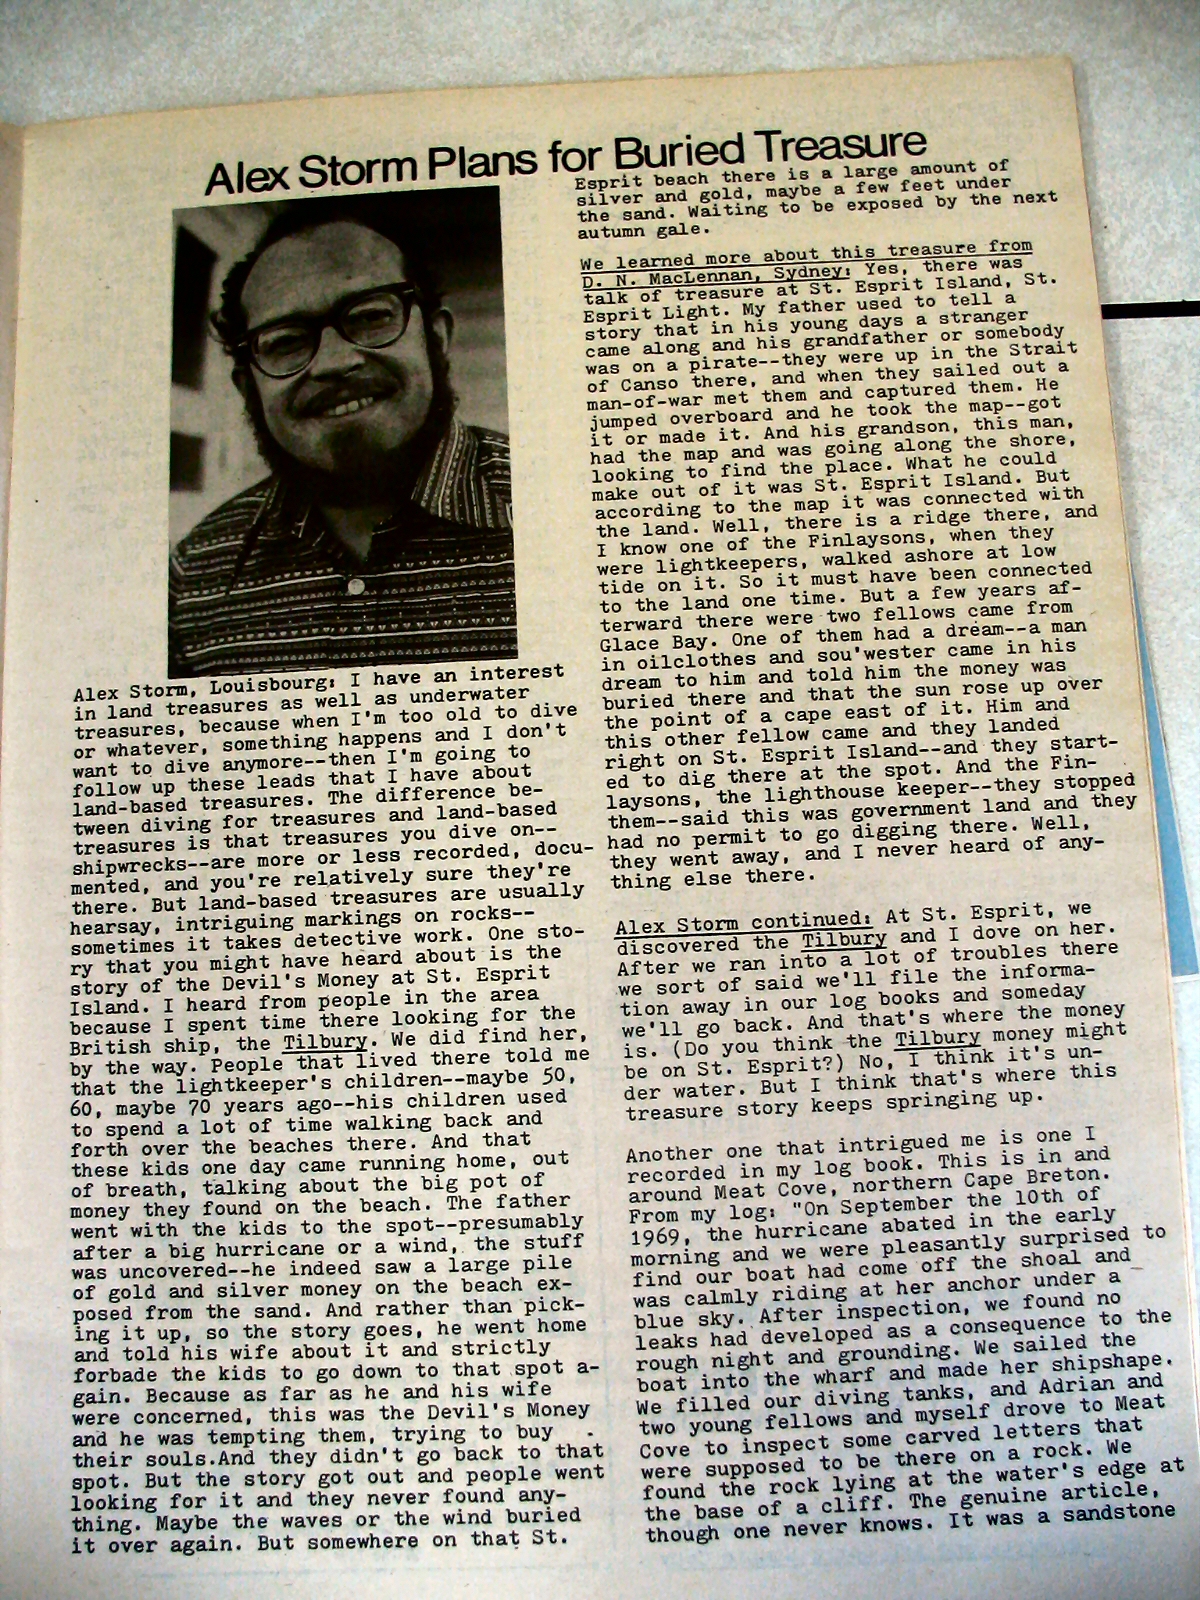 Alex Storm Plans for Buried Treasure
Alex Storm, Louisbourg: I have an interest
in land treasures as well as underwater
treasures, because when I'm too old to dive
or whatever, something happens and I don't
want to dive anymore--then I'm going to
follow up these leads that I have about
land-based treasures. The difference be-
tween diving for treasures and land-based
treasures is that treasures you dive on--
shipwrecks--are more or less recorded, docu-
mented, and you're relatively sure they're
there. But land-based treasures are usually
hearsay, intriguing markings on rocks--
sometimes it takes detective work. One sto-
ry that you might have heard about is the
story of the Devil's Money at St. Esprit
Island. I heard from people in the area
because I spent time there looking for the
British ship, the Tilbury. We did find her,
by the way. People that lived there told me
that the lightkeeper's children--maybe 50,
60, maybe 70 years ago--his children used
to spend a lot of time walking back and
forth over the beaches there. And that
these kids one day came running home, out
of breath, talking about the big pot of
money they found on the beach. The father
went with the kids to the spot--presumably
after a big hurricane or a wind, the stuff
was uncovered--he indeed saw a large pile
of gold and silver money on the beach ex-
posed from the sand. And rather than pick-
ing it up, so the story goes, he went home
and told his wife about it and strictly
forbade the kids to go down to that spot a-
gain. Because as far as he and his wife
were concerned, this was the Devil's Money
and he was tempting them, trying to buy
their souls.And they didn't go back to that
spot. But the story got out and people went
looking for it and they never found any-
thing. Maybe the waves or the wind buried
it over again. But somewhere on that St.
Esprit beach there is a large amount of
silver and gold, maybe a few feet under
the sand. Waiting to be exposed by the next
autumn gale.
We learned more about this treasure from
D. N. MacLennan, Sydney: Yes, there was
talk of treasure at St. Esprit Island, St.
Esprit Light. My father used to tell a
story that in his young days a stranger
came along and his grandfather or somebody
was on a pirate--they were up in the Strait
of Canso there, and when they sailed out a
man-of-war met them and captured them. He
jumped overboard and he took the map--got
it or made it. And his grandson, this man,
had the map and was going along the shore,
looking to find the place. What he could
make out of it was St. Esprit Island. But
according to the map it was connected with
the land. Well, there is a ridge there, and
I know one of the Finlaysons, when they
were lightkeepers, walked ashore at low
tide on it. So it must have been connected
to the land one time. But a few years af-
terward there were two fellows came from
Glace Bay. One of them had a dream--a man
in oilclothes and sou'wester came in his
dream to him and told him the money was
buried there and that the sun rose up over
the point of a cape east of it. Him and
this other fellow came and they landed
right on St. Esprit Island--and they start-
ed to dig there at the spot. And the Fin-
laysons, the lighthouse keeper--they stopped
them--said this was government land and they
had no permit to go digging there. Well,
they went away, and I never heard of any-
thing else there.
Alex Storm continued: At St. Esprit, we
discovered the Tilbury and I dove on her.
After we ran into a lot of troubles there
we sort of said we'll file the informa-
tion away in our log books and someday
we'll go back. And that's where the money
is. (Do you think the Tilbury money might
be on St. Esprit?) No, I think it's un-
der water. But I think that's where this
treasure story keeps springing up.
Another one that intrigued me is one I
recorded in my log book. This is in and
around Meat Cove, northern Cape Breton.
From my log: "On September the 10th of
1969, the hurricane abated in the early
morning and we were pleasantly surprised to
find our boat had come off the shoal and
was calmly riding at her anchor under a
blue sky. After inspection, we found no
leaks had developed as a consequence to the
rough night and grounding. We sailed the
boat into the wharf and made her shipshape.
We filled our diving tanks, and Adrian and
two young fellows and myself drove to Meat
Cove to inspect some carved letters that
were supposed to be there on a rock. We
found the rock lying at the water's edge at
the base of a cliff. The genuine article,
though one never knows. It was a sandstone